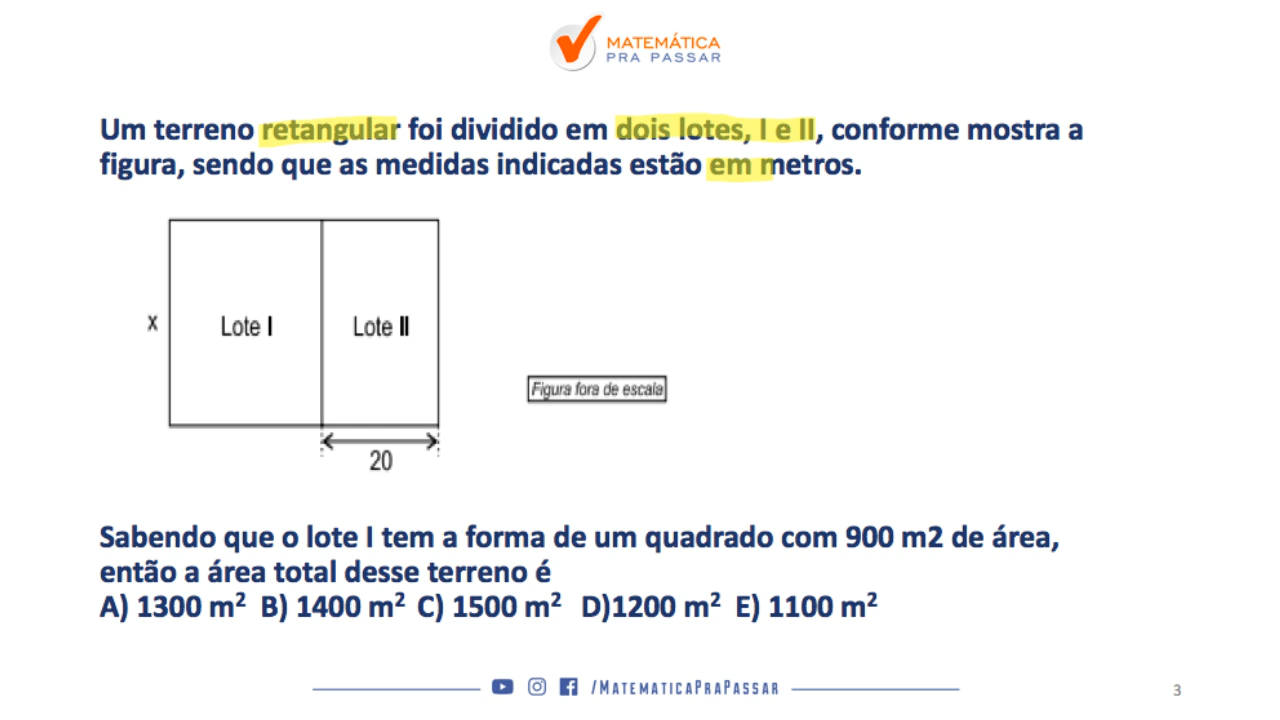 MATEMÁTICA
PRA PASSAR
Um terreno retangular foi dividido em dois lotes, I e II, conforme mostra a
figura, sendo que as medidas indicadas estão em metros.
x
Lote I
Lote II
Figura fora de escala
20
Sabendo que o lote I tem a forma de um quadrado com 900 m2 de área,
então a área total desse terreno é
A) 1300 m² B) 1400 m² C) 1500 m² D)1200 m² E) 1100 m²
/MATEMATICAPRAPASSAR
3